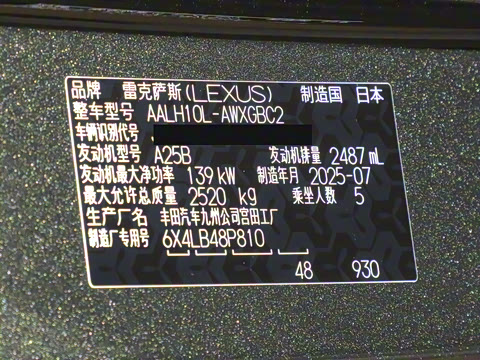 品牌 雷克萨斯(LEXUS) 制造国 日本
整车型号 AALH10L-AWXGBC2
车辆识别代号
发动机型号 A25B 发动机排量 2487 mL
发动机最大净功率 139 kW 制造年月 2025-07
最大允许总质量 2520 kg 乘坐人数 5
生产厂名 丰田汽车九州公司宫田工厂
制造厂专用号 6X4LB48P810
48 930